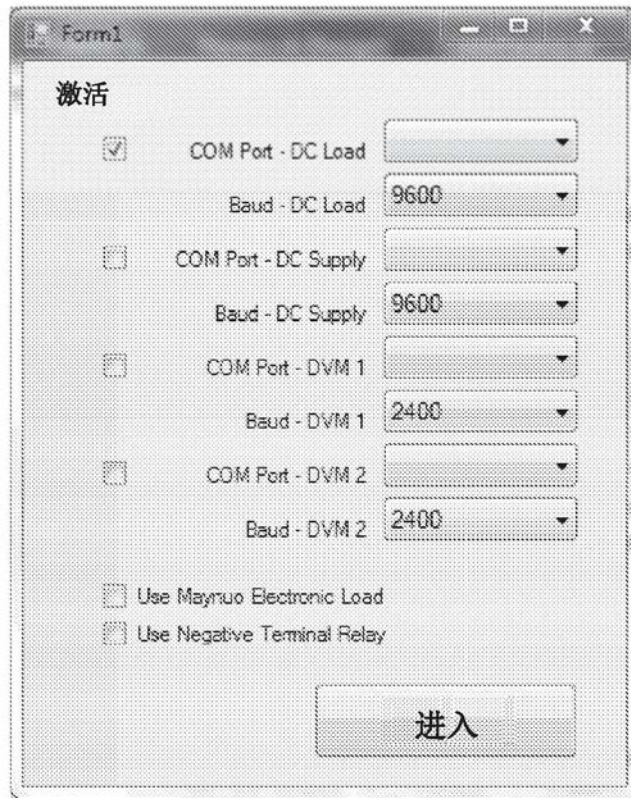 Form1
激活
COM Port - DC Load
Baud - DC Load 9600
COM Port - DC Supply
Baud - DC Supply 9600
COM Port - DVM 1
Baud - DVM 1 2400
COM Port - DVM 2
Baud - DVM 2 2400
Use Maynuo Electronic Load
Use Negative Terminal Relay
进入